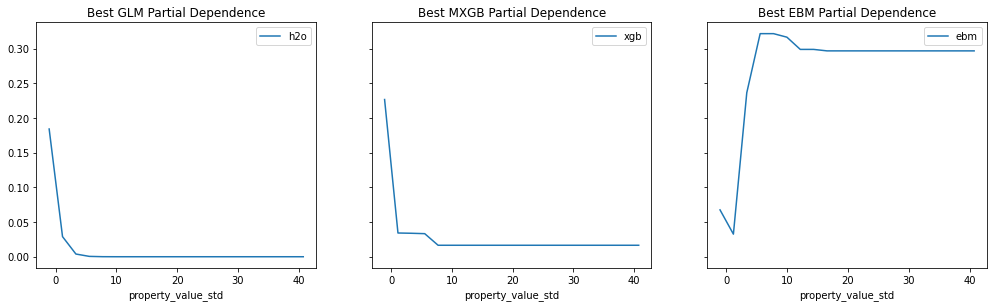 Best GLM Partial Dependence
h2o
0.30
0.25
0.20
0.15
0.10
0.05
0.00
0 10 20 30 40
property_value_std
Best MXGB Partial Dependence
xgb
0 10 20 30 40
property_value_std
Best EBM Partial Dependence
ebm
0 10 20 30 40
property_value_std